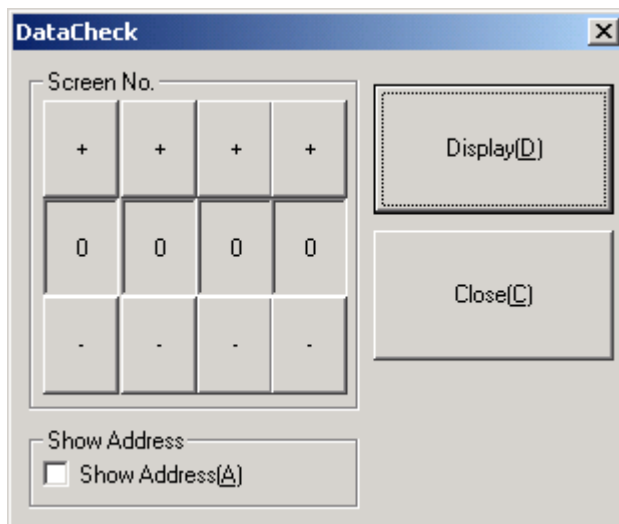 DataCheck
Screen No.
+ + + +
0 0 0 0
- - - -
Display(D)
Close(C)
Show Address
Show Address(A)